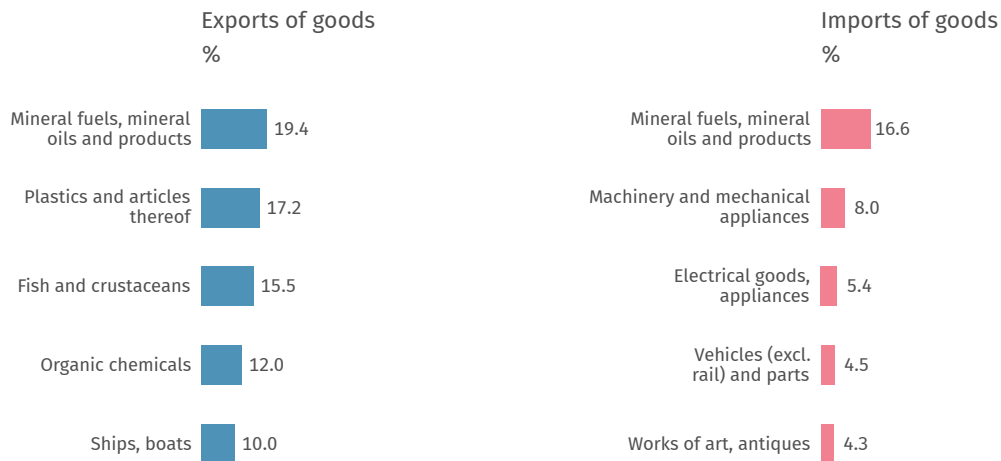 Exports of goods
%
Mineral fuels, mineral
oils and products
19.4
Plastics and articles
thereof
17.2
Fish and crustaceans
15.5
Organic chemicals
12.0
Ships, boats
10.0
Imports of goods
%
Mineral fuels, mineral
oils and products
16.6
Machinery and mechanical
appliances
8.0
Electrical goods,
appliances
5.4
Vehicles (excl.
rail) and parts
4.5
Works of art, antiques
4.3